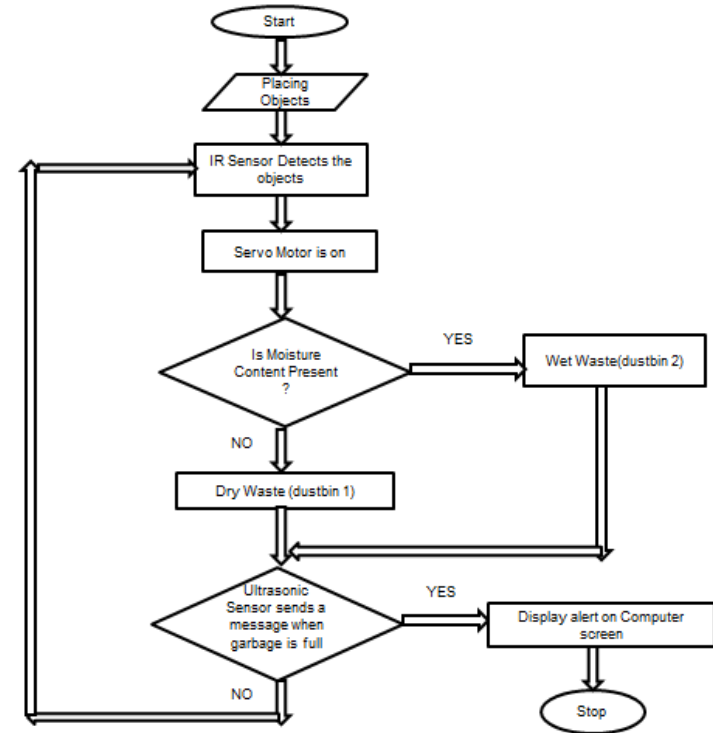 Start
Placing
Objects
IR Sensor Detects the
objects
Servo Motor is on
Is Moisture
Content Present
?
YES
Wet Waste(dustbin 2)
NO
Dry Waste (dustbin 1)
Ultrasonic
Sensor sends a
message when
garbage is full
YES
Display alert on Computer
screen
NO
Stop